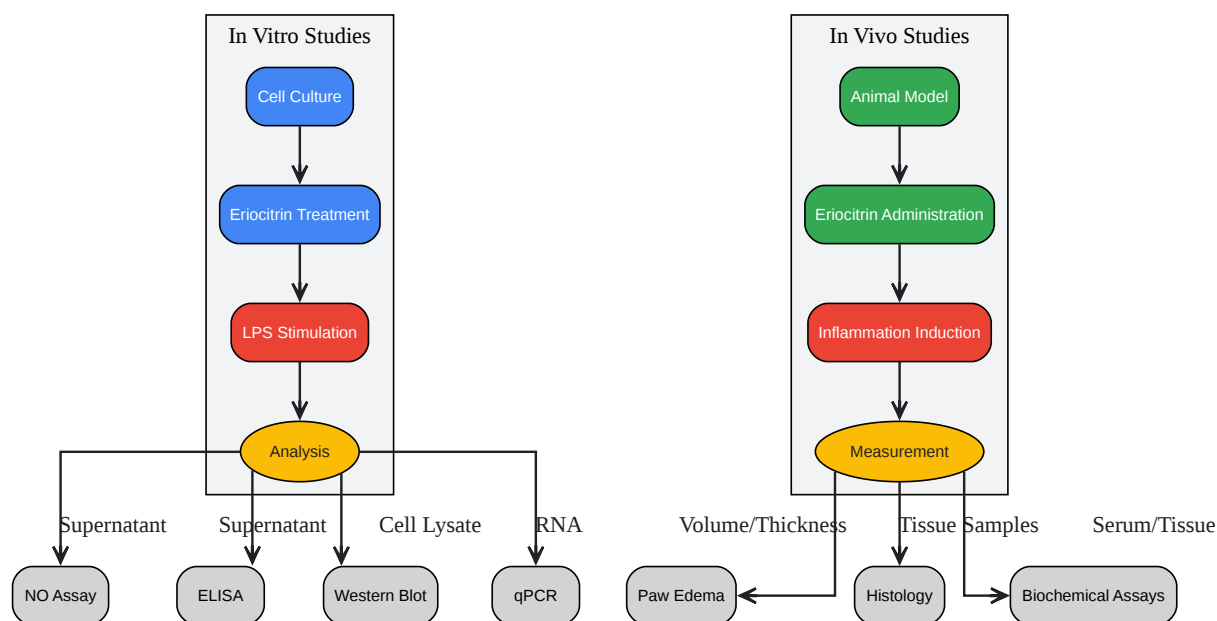 In Vitro Studies
Cell Culture
Eriocitrin Treatment
LPS Stimulation
Analysis
Supernatant
Supernatant
Cell Lysate
RNA
NO Assay
ELISA
Western Blot
qPCR
In Vivo Studies
Animal Model
Eriocitrin Administration
Inflammation Induction
Measurement
Volume/Thickness
Tissue Samples
Serum/Tissue
Paw Edema
Histology
Biochemical Assays